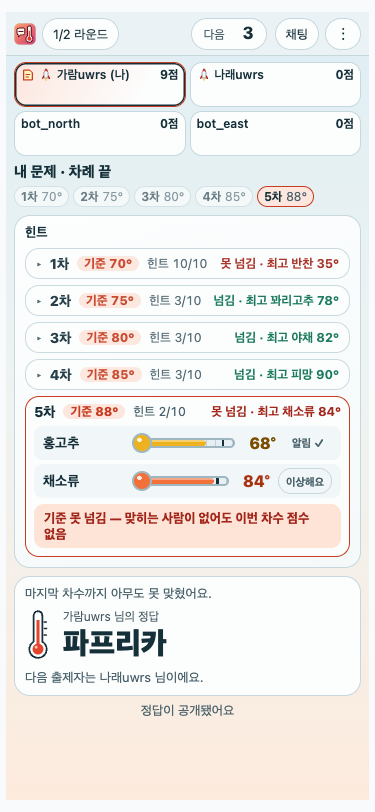 1/2 라운드
다음 3
채팅
가람uwrs (나) 9점
나래uwrs 0점
bot_north 0점
bot_east 0점
내 문제 · 차례 끝
1차 70° 2차 75° 3차 80° 4차 85° 5차 88°
힌트
1차 기준 70° 힌트 10/10 못 넘김 · 최고 반찬 35°
2차 기준 75° 힌트 3/10 넘김 · 최고 꽈리고추 78°
3차 기준 80° 힌트 3/10 넘김 · 최고 야채 82°
4차 기준 85° 힌트 3/10 넘김 · 최고 피망 90°
5차 기준 88° 힌트 2/10 못 넘김 · 최고 채소류 84°
홍고추 68° 알림 ✓
채소류 84° 이상해요
기준 못 넘김 — 맞히는 사람이 없어도 이번 차수 점수
없음
마지막 차수까지 아무도 못 맞혔어요.
가람uwrs 님의 정답
파프리카
다음 출제자는 나래uwrs 님이에요.
정답이 공개됐어요